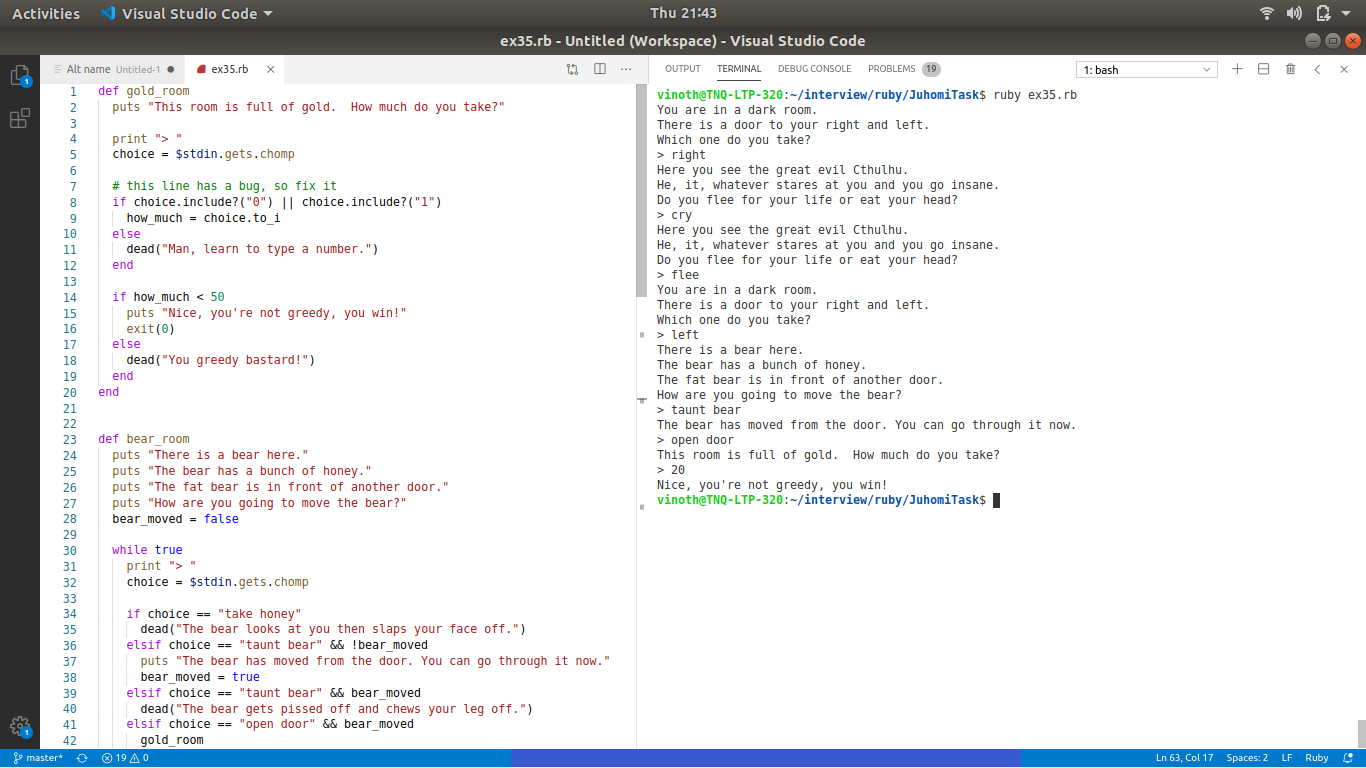 Activities Visual Studio Code Thu 21:43
ex35.rb - Untitled (Workspace) - Visual Studio Code
Alt name Untitled-1 ex35.rb
1 def gold_room
2 puts "This room is full of gold.  How much do you take?"
3
4 print "> "
5 choice = $stdin.gets.chomp
6
7 # this line has a bug, so fix it
8 if choice.include?("0") || choice.include?("1")
9 how_much = choice.to_i
10 else
11 dead("Man, learn to type a number.")
12 end
13
14 if how_much < 50
15 puts "Nice, you're not greedy, you win!"
16 exit(0)
17 else
18 dead("You greedy bastard!")
19 end
20 end
21
22
23 def bear_room
24 puts "There is a bear here."
25 puts "The bear has a bunch of honey."
26 puts "The fat bear is in front of another door."
27 puts "How are you going to move the bear?"
28 bear_moved = false
29
30 while true
31 print "> "
32 choice = $stdin.gets.chomp
33
34 if choice == "take honey"
35 dead("The bear looks at you then slaps your face off.")
36 elsif choice == "taunt bear" && !bear_moved
37 puts "The bear has moved from the door. You can go through it now."
38 bear_moved = true
39 elsif choice == "taunt bear" && bear_moved
40 dead("The bear gets pissed off and chews your leg off.")
41 elsif choice == "open door" && bear_moved
42 gold_room
OUTPUT TERMINAL DEBUG CONSOLE PROBLEMS 19 1: bash
vinoth@TNQ-LTP-320:~/interview/ruby/JuhomiTask$ ruby ex35.rb
You are in a dark room.
There is a door to your right and left.
Which one do you take?
> right
Here you see the great evil Cthulhu.
He, it, whatever stares at you and you go insane.
Do you flee for your life or eat your head?
> cry
Here you see the great evil Cthulhu.
He, it, whatever stares at you and you go insane.
Do you flee for your life or eat your head?
> flee
You are in a dark room.
There is a door to your right and left.
Which one do you take?
> left
There is a bear here.
The bear has a bunch of honey.
The fat bear is in front of another door.
How are you going to move the bear?
> taunt bear
The bear has moved from the door. You can go through it now.
> open door
This room is full of gold.  How much do you take?
> 20
Nice, you're not greedy, you win!
vinoth@TNQ-LTP-320:~/interview/ruby/JuhomiTask$
1
1
master* 19 0 Ln 63, Col 17 Spaces: 2 LF Ruby